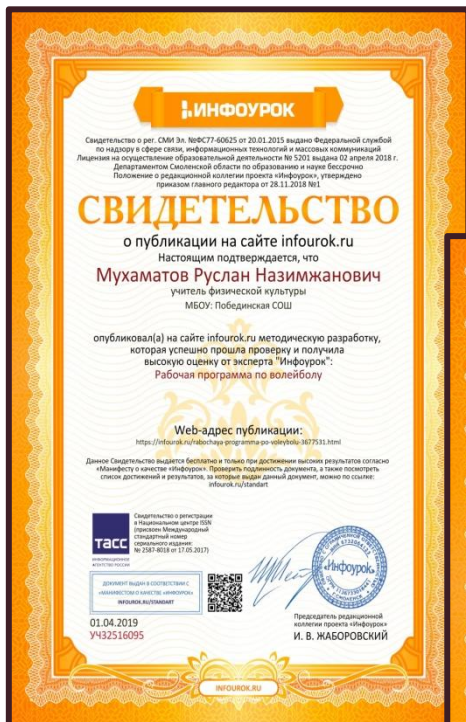 ИНФОУРОК
Свидетельство о рег. СМИ Эл. №ФС77-60625 от 20.01.2015 выдано Федеральной службой
по надзору в сфере связи, информационных технологий и массовых коммуникаций
Лицензия на осуществление образовательной деятельности № 5201 выдана 02 апреля 2018 г.
Департаментом Смоленской области по образованию и науке бессрочно
Положение о редакционной коллегии проекта «Инфоурок», утверждено
приказом главного редактора от 28.11.2018 №1
СВИДЕТЕЛЬСТВО
о публикации на сайте infourok.ru
Настоящим подтверждается, что
Мухаматов Руслан Назимжанович
учитель физической культуры
МБОУ: Побединская СОШ
опубликовал(а) на сайте infourok.ru методическую разработку,
которая успешно прошла проверку и получила
высокую оценку от эксперта "Инфоурок":
Рабочая программа по волейболу
Web-адрес публикации:
https://infourok.ru/rabochaya-programma-po-voleybolu-3677531.html
Данное Свидетельство выдается бесплатно и только при достижении высоких результатов согласно
«Манифесту о качестве «Инфоурок». Проверить подлинность документа, а также посмотреть
список достижений и результатов, за которые выдан данный документ, можно по ссылке:
infourok.ru/standart
Свидетельство о регистрации
в Национальном центре ISSN
(присвоен Международный
стандартный номер
сериального издания:
№ 2587-8018 от 17.05.2017)
ТАСС
ИНФОРМАЦИОННОЕ
АГЕНТСТВО РОССИИ
ДОКУМЕНТ ВЫДАН В СООТВЕТСТВИИ С
«МАНИФЕСТОМ О КАЧЕСТВЕ «ИНФОУРОК»
INFOUROK.RU/STANDART
«Инфоурок»
01.04.2019
УЧ32516095
Председатель редакционной
коллегии проекта «Инфоурок»
И. В. ЖАБОРОВСКИЙ
INFOUROK.RU